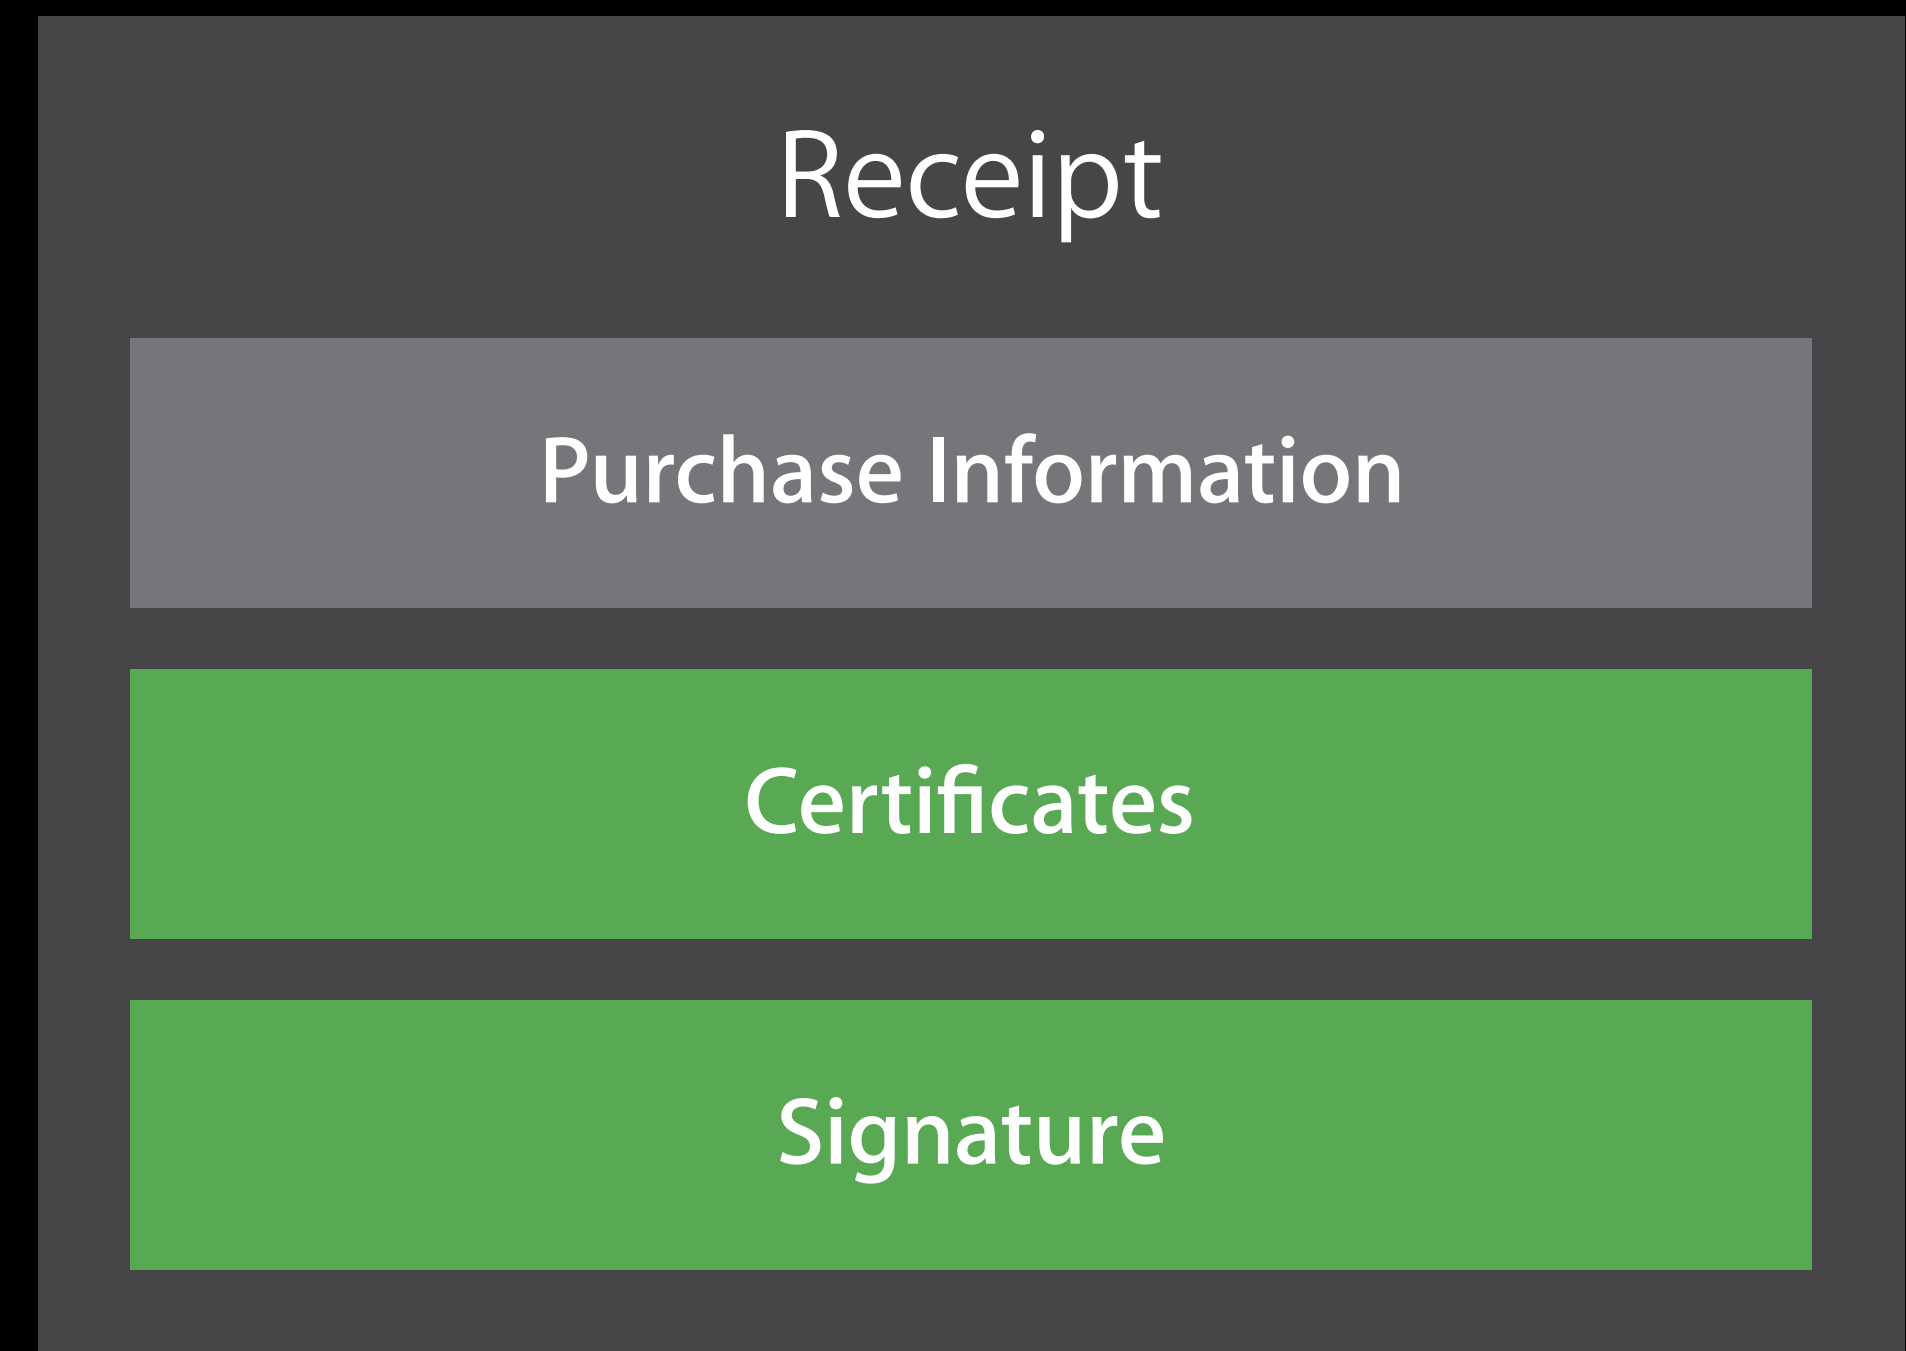 Receipt
Purchase Information
Certificates
Signature